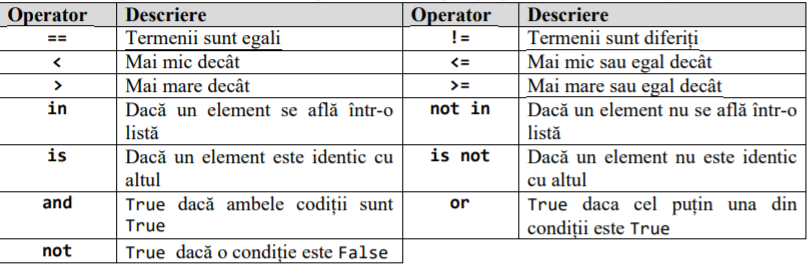 Operator Descriere Operator Descriere
== Termenii sunt egali != Termenii sunt diferiți
< Mai mic decât <= Mai mic sau egal decât
> Mai mare decât >= Mai mare sau egal decât
in Dacă un element se află într-o not in Dacă un element nu se află într-o
listă listă
is Dacă un element este identic cu is not Dacă un element nu este identic
altul cu altul
and True dacă ambele codiții sunt or True daca cel puțin una din
True condiții este True
not True dacă o condiție este False